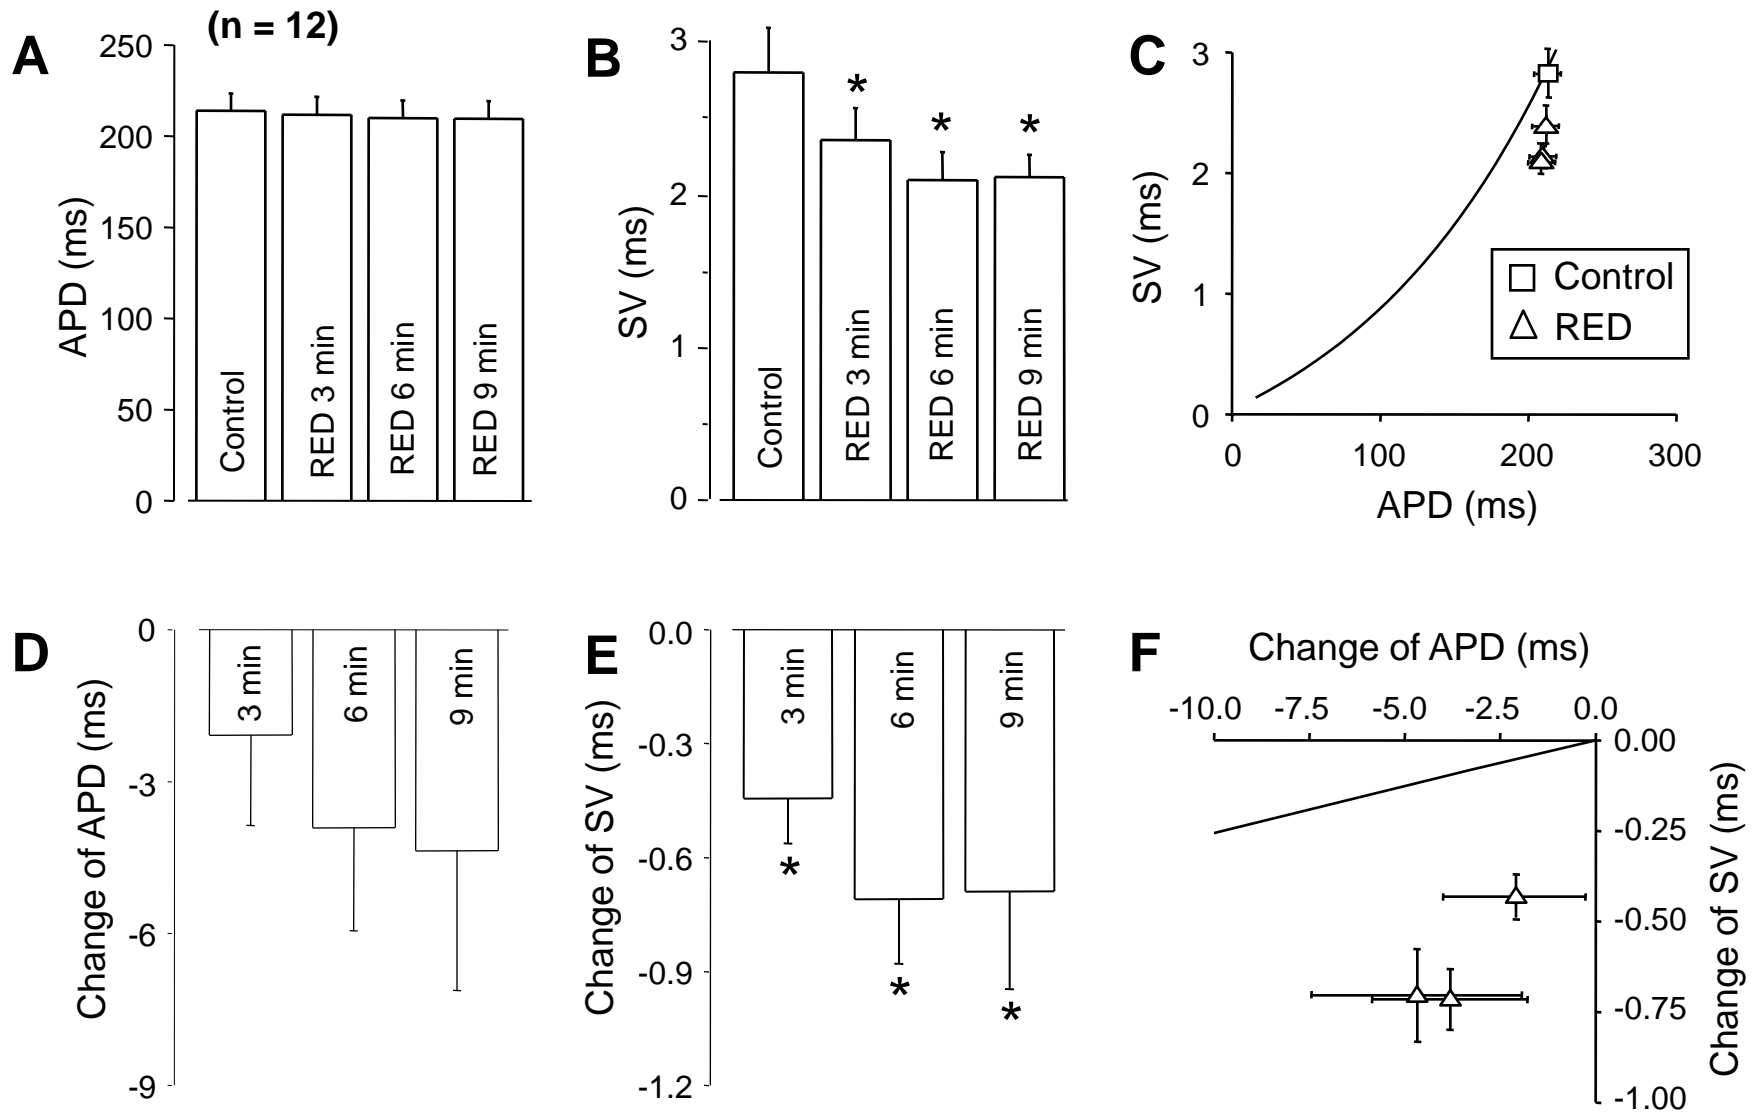 A
(n = 12)
250
200
150
100
50
0
APD (ms)
Control
RED 3 min
RED 6 min
RED 9 min
B
3
2
1
0
SV (ms)
Control
RED 3 min
RED 6 min
RED 9 min
*
*
*
C
3
2
1
0
SV (ms)
0 100 200 300
APD (ms)
Control
RED
D
0
-3
-6
-9
Change of APD (ms)
3 min
6 min
9 min
E
0.0
-0.3
-0.6
-0.9
-1.2
Change of SV (ms)
3 min
6 min
9 min
*
*
*
F
Change of APD (ms)
-10.0 -7.5 -5.0 -2.5 0.0
0.00
-0.25
-0.50
-0.75
-1.00
Change of SV (ms)